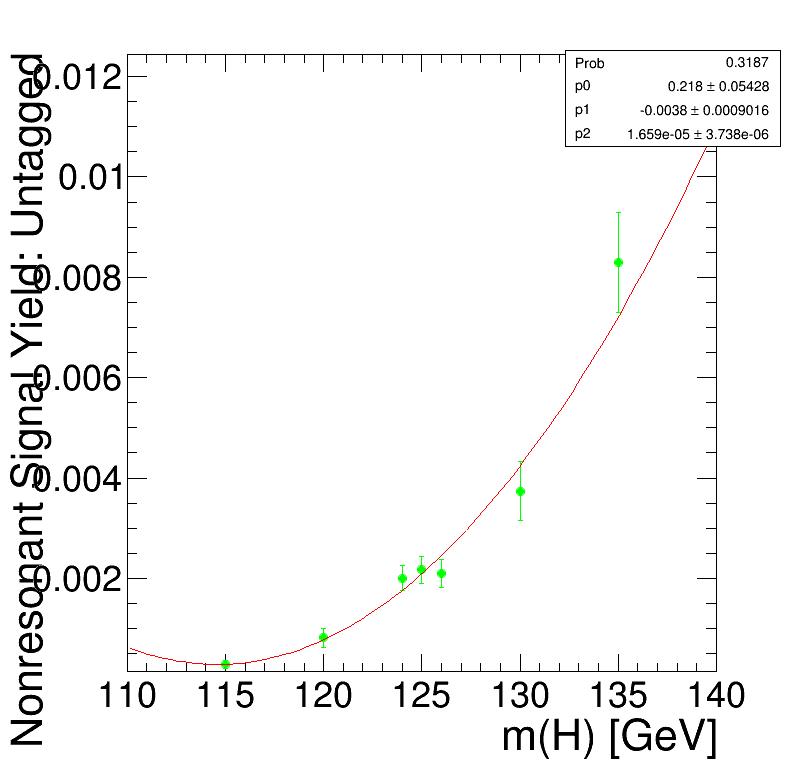 Nonresonant Signal Yield: Untagged
0.012
0.01
0.008
0.006
0.004
0.002
Prob 0.3187
p0 0.218 ± 0.05428
p1 -0.0038 ± 0.0009016
p2 1.659e-05 ± 3.738e-06
110 115 120 125 130 135 140
m(H) [GeV]